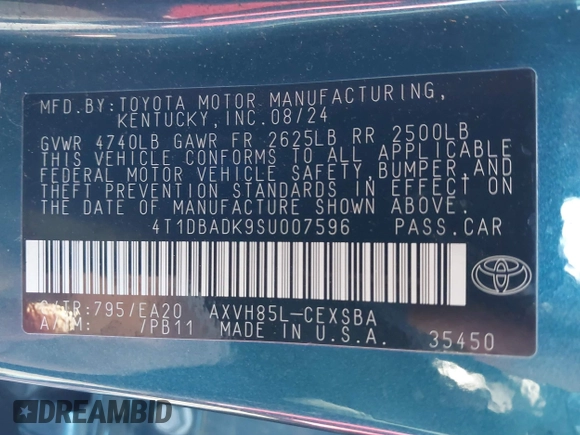 MFD.BY:TOYOTA MOTOR MANUFACTURING,
KENTUCKY,INC.08/24
GVWR 4740LB GAWR FR 2625LB RR 2500LB
THIS VEHICLE CONFORMS TO ALL APPLICABLE
FEDERAL MOTOR VEHICLE SAFETY,BUMPER,AND
THEFT PREVENTION STANDARDS IN EFFECT ON
THE DATE OF MANUFACTURE SHOWN ABOVE.
4T1DBADK9SU007596 PASS.CAR
C/TR:795/EA20 AXVH85L-CEXSBA
A/TM: /PB11 MADE IN U.S.A. 35450
DREAMBID